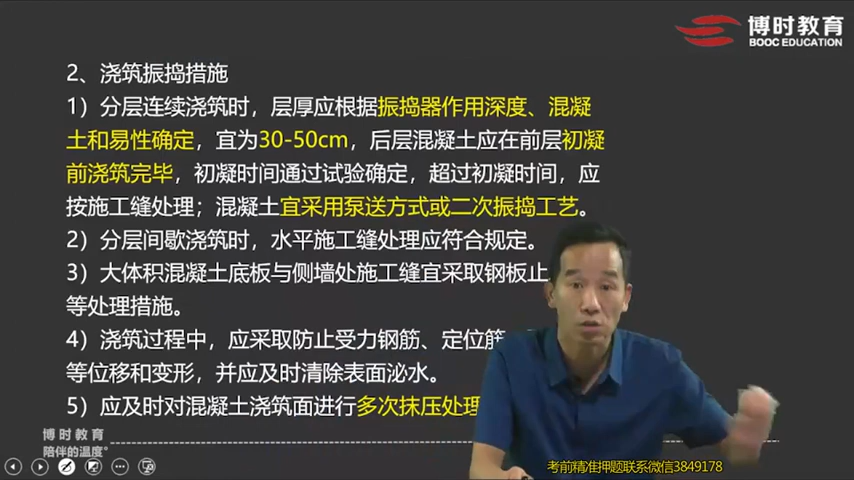 博时教育
BOOC EDUCATION
2、浇筑振捣措施
1）分层连续浇筑时，层厚应根据振捣器作用深度、混凝
土和易性确定，宜为30-50cm，后层混凝土应在前层初凝
前浇筑完毕，初凝时间通过试验确定，超过初凝时间，应
按施工缝处理；混凝土宜采用泵送方式或二次振捣工艺。
2）分层间歇浇筑时，水平施工缝处理应符合规定。
3）大体积混凝土底板与侧墙处施工缝宜采取钢板止
等处理措施。
4）浇筑过程中，应采取防止受力钢筋、定位筋
等位移和变形，并应及时清除表面泌水。
5）应及时对混凝土浇筑面进行多次抹压处理
博时教育
陪伴的温度°
考前精准押题联系微信3849178